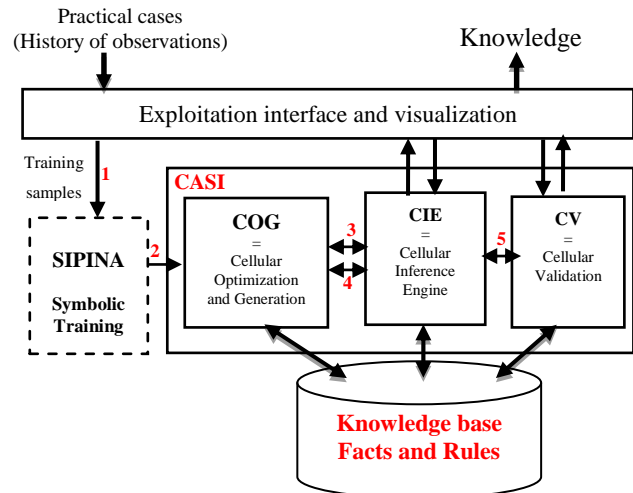 Practical cases
(History of observations)
Knowledge
Exploitation interface and visualization
Training
samples
1
CASI
SIPINA
Symbolic
Training
2
COG
=
Cellular
Optimization
and Generation
3
4
CIE
=
Cellular
Inference
Engine
5
CV
=
Cellular
Validation
Knowledge base
Facts and Rules